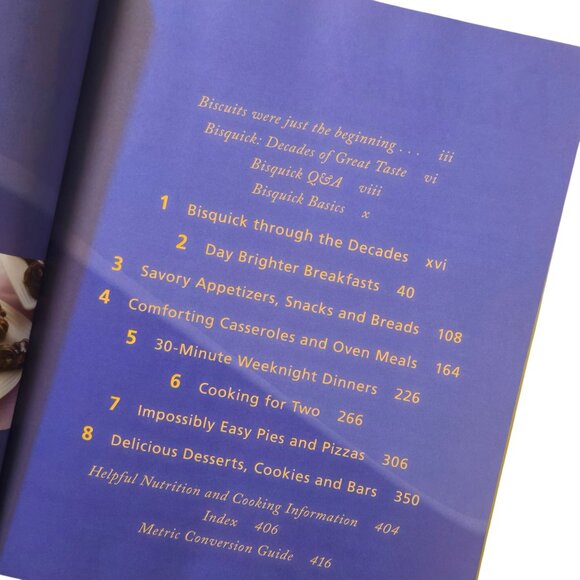 Biscuits were just the beginning . . . iii
Bisquick: Decades of Great Taste vi
Bisquick Q&A viii
Bisquick Basics x
1 Bisquick through the Decades xvi
2 Day Brighter Breakfasts 40
3 Savory Appetizers, Snacks and Breads 108
4 Comforting Casseroles and Oven Meals 164
5 30-Minute Weeknight Dinners 226
6 Cooking for Two 266
7 Impossibly Easy Pies and Pizzas 306
8 Delicious Desserts, Cookies and Bars 350
Helpful Nutrition and Cooking Information 404
Index 406
Metric Conversion Guide 416